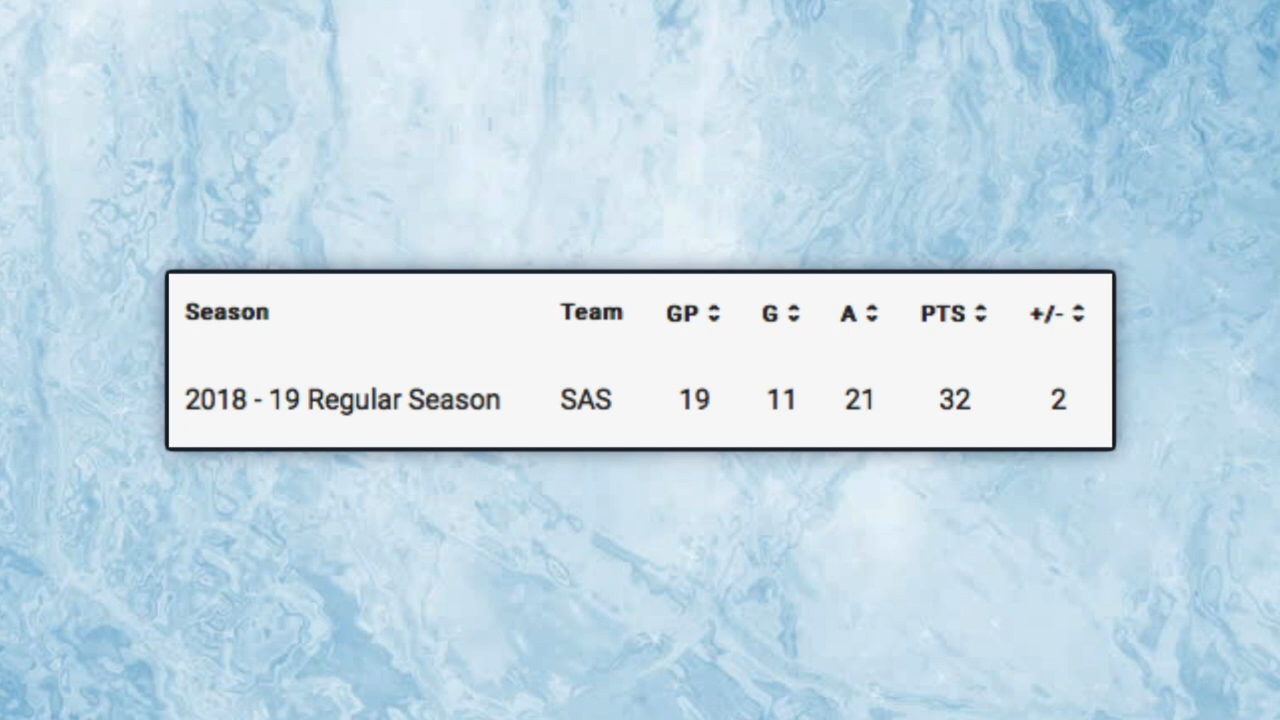 Season Team GP G A PTS +/-
2018 - 19 Regular Season SAS 19 11 21 32 2